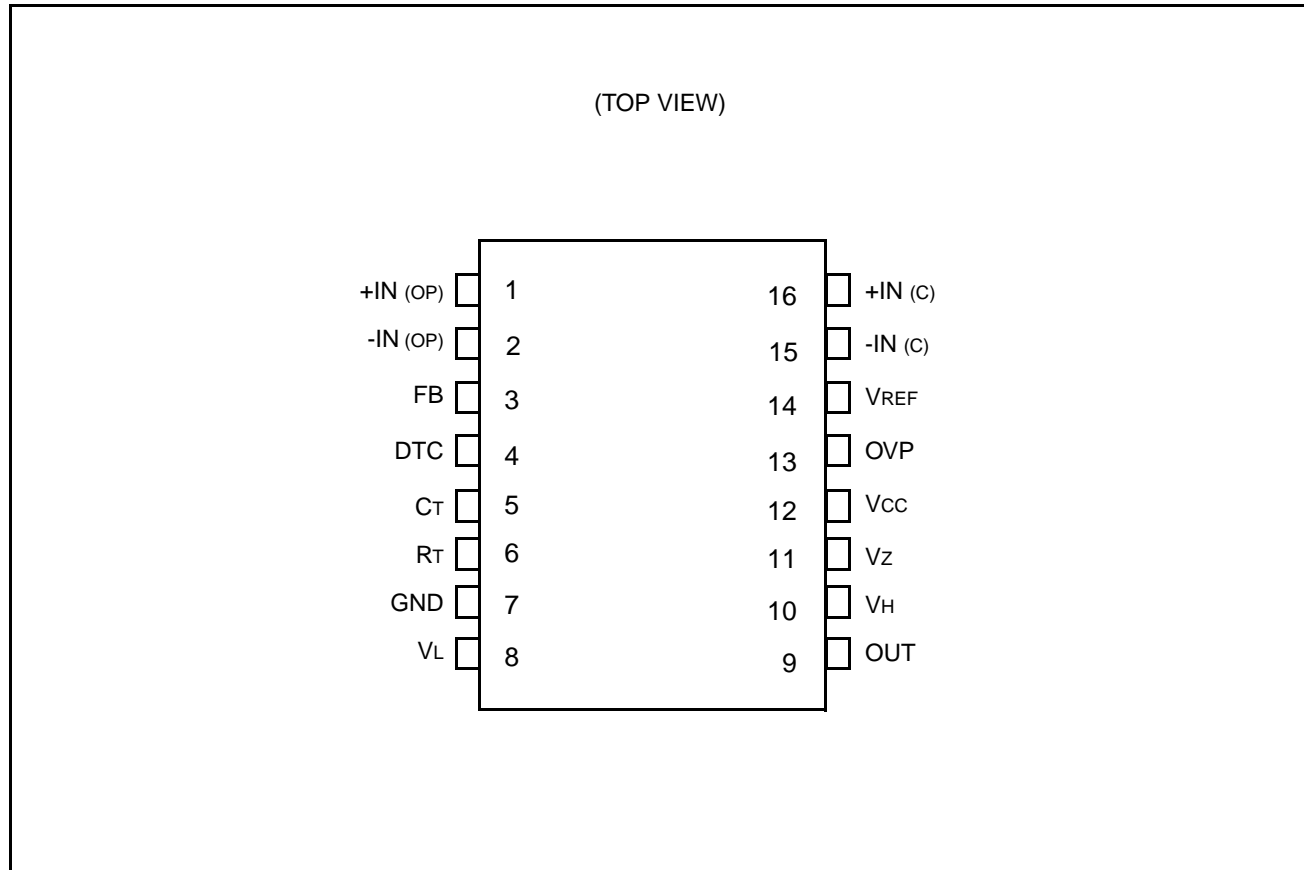 (TOP VIEW)
+IN (OP) 1 16 +IN (C)
-IN (OP) 2 15 -IN (C)
FB 3 14 VREF
DTC 4 13 OVP
CT 5 12 VCC
RT 6 11 VZ
GND 7 10 VH
VL 8 9 OUT